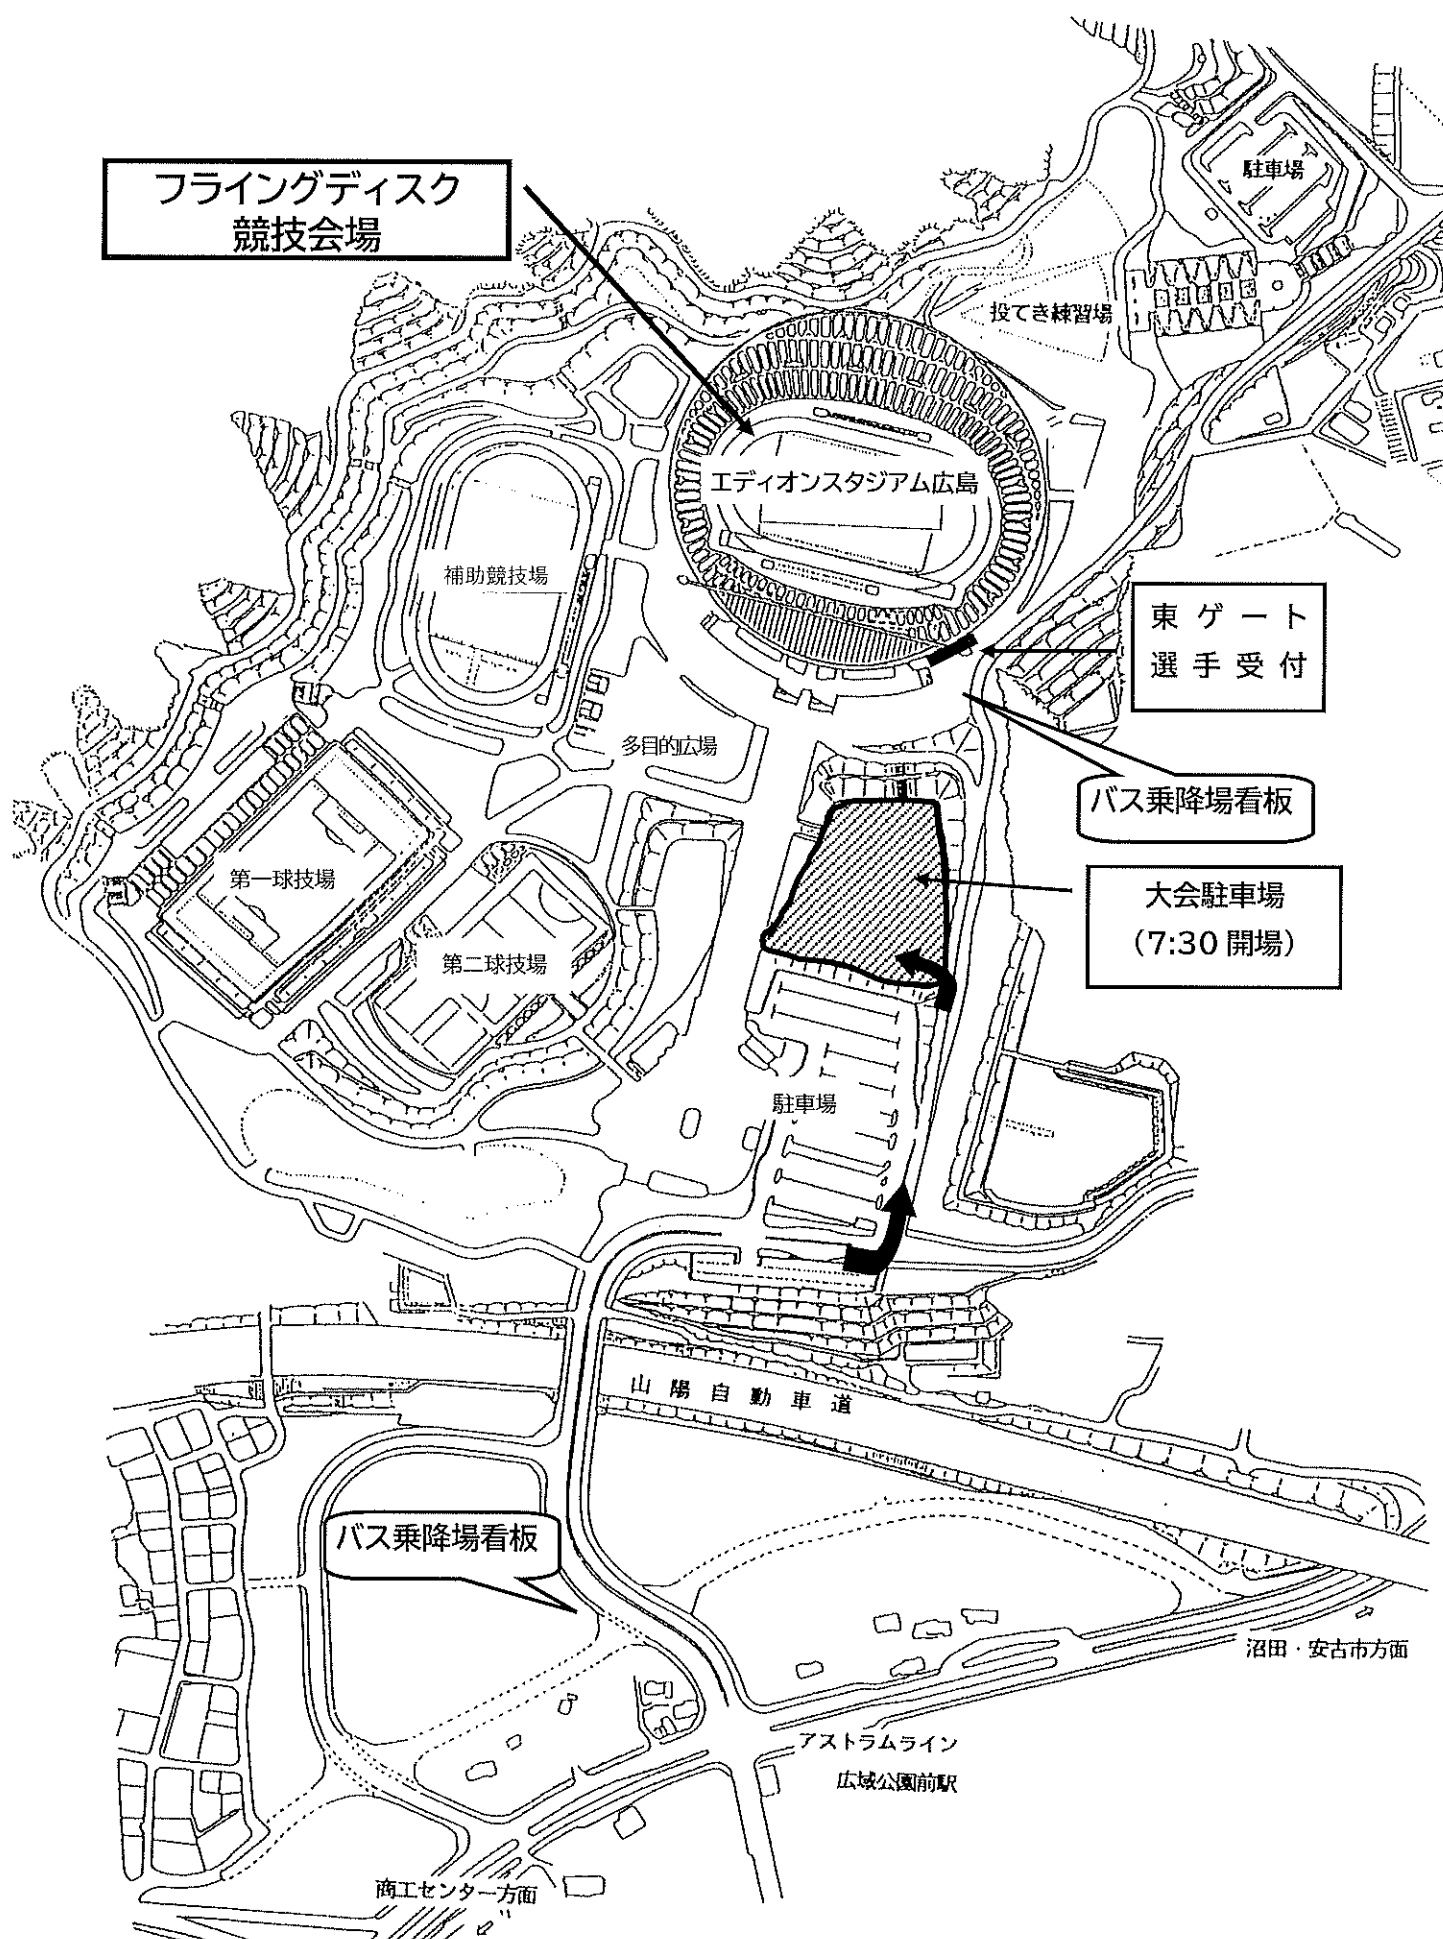 フライングディスク
競技会場
駐車場
投てき練習場
エディオンスタジアム広島
補助競技場
東ゲート
選手受付
多目的広場
バス乗降場看板
第一球技場
大会駐車場
(7:30 開場)
第二球技場
駐車場
山陽自動車道
バス乗降場看板
沼田・安古市方面
アストラムライン
広域公園前駅
商工センター方面